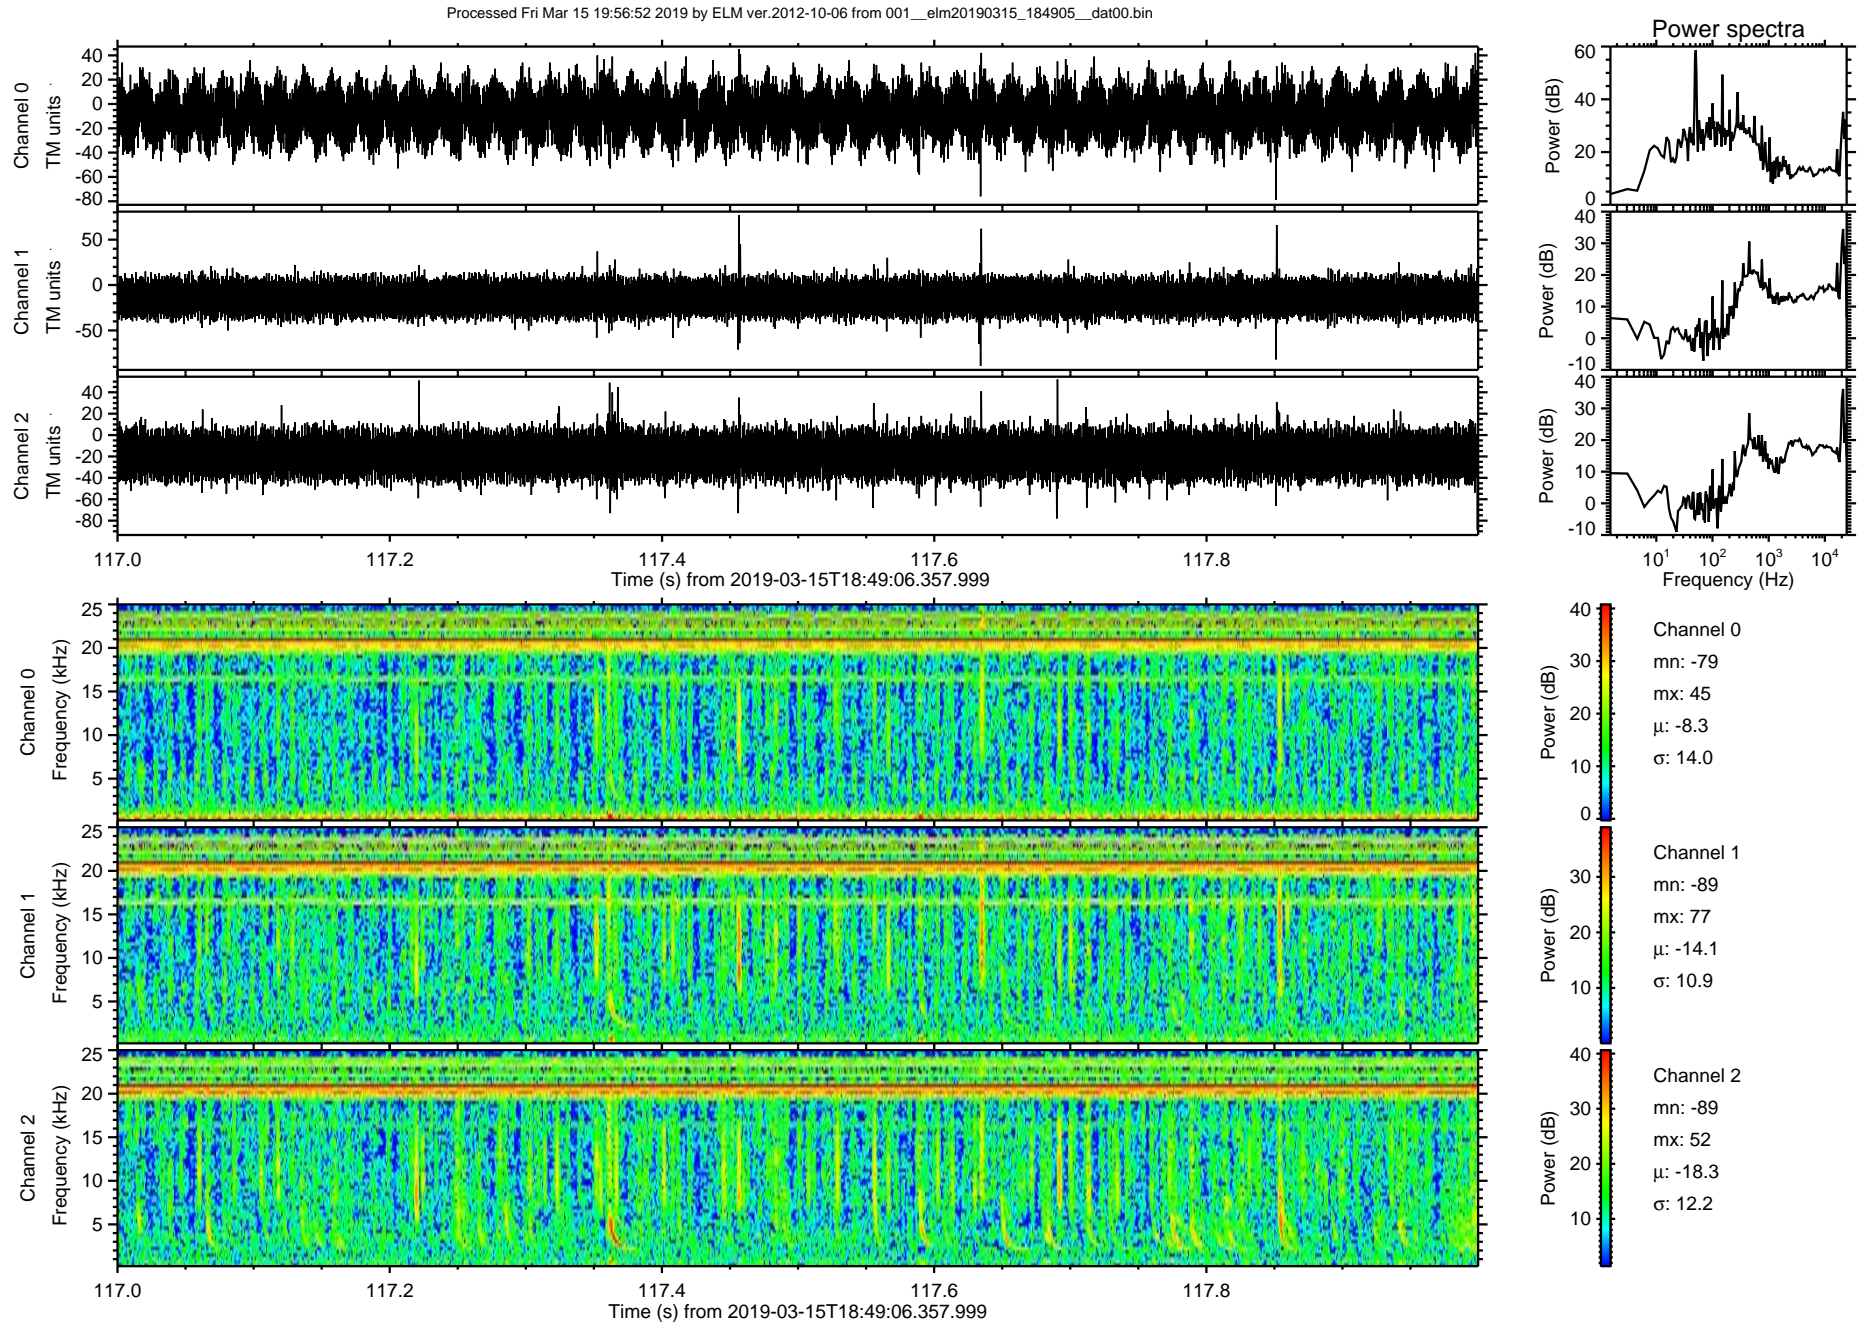 Processed Fri Mar 15 19:56:52 2019 by ELM ver.2012-10-06 from 001__elm20190315_184905__dat00.bin
Power spectra
Channel 0
TM units
40
20
0
-20
-40
-60
-80
Power (dB)
60
40
20
0
Channel 1
TM units
50
0
-50
Power (dB)
40
30
20
10
0
-10
Channel 2
TM units
40
20
0
-20
-40
-60
-80
Power (dB)
40
30
20
10
0
-10
117.0 117.2 117.4 117.6 117.8
Time (s) from 2019-03-15T18:49:06.357.999
10¹ 10² 10³ 10⁴
Frequency (Hz)
Channel 0
Frequency (kHz)
25
20
15
10
5
Power (dB)
40
30
20
10
0
Channel 0
mn: -79
mx: 45
μ: -8.3
σ: 14.0
Channel 1
Frequency (kHz)
25
20
15
10
5
Power (dB)
30
20
10
Channel 1
mn: -89
mx: 77
μ: -14.1
σ: 10.9
Channel 2
Frequency (kHz)
25
20
15
10
5
Power (dB)
40
30
20
10
Channel 2
mn: -89
mx: 52
μ: -18.3
σ: 12.2
117.0 117.2 117.4 117.6 117.8
Time (s) from 2019-03-15T18:49:06.357.999